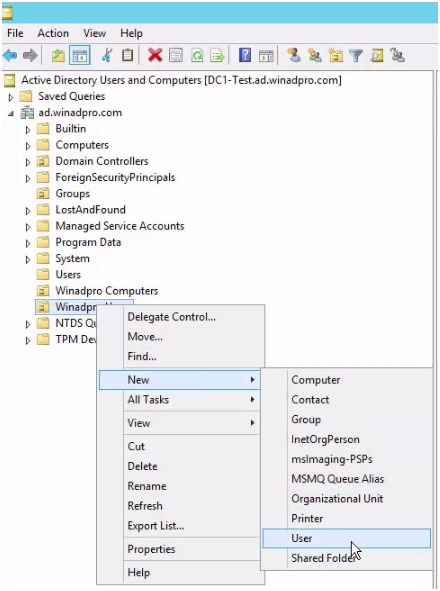 File Action View Help
Active Directory Users and Computers [DC1-Test.ad.winadpro.com]
Saved Queries
ad.winadpro.com
Builtin
Computers
Domain Controllers
ForeignSecurityPrincipals
Groups
LostAndFound
Managed Service Accounts
Program Data
System
Users
Winadpro Computers
Winadpro
NTDS Qu
TPM Dev
Delegate Control...
Move...
Find...
New
All Tasks
View
Cut
Delete
Rename
Refresh
Export List...
Properties
Help
Computer
Contact
Group
InetOrgPerson
msImaging-PSPs
MSMQ Queue Alias
Organizational Unit
Printer
User
Shared Folder